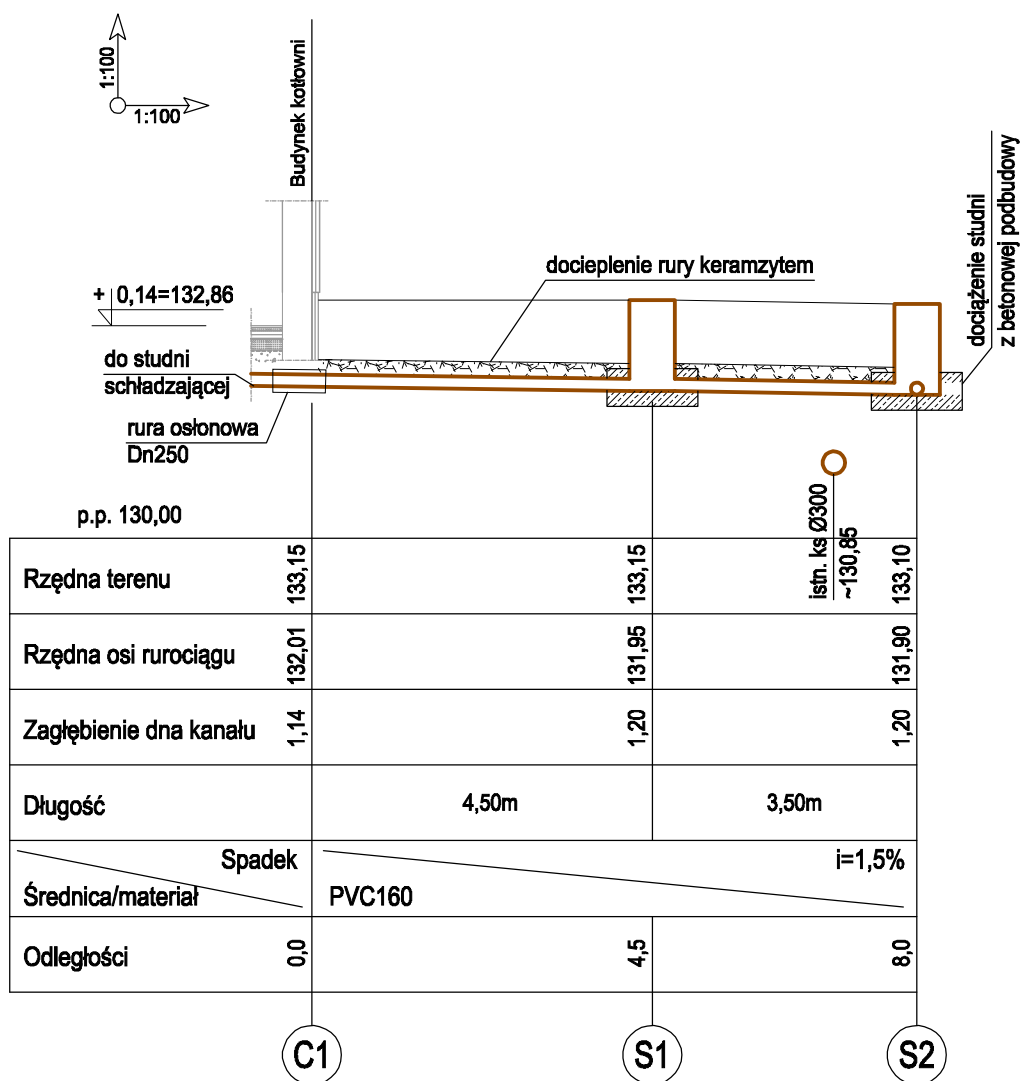 1:100
1:100
Budynek kotłowni
+ 0,14=132,86
docieplenie rury keramzytem
dociążenie studni
z betonowej podbudowy
do studni
schładzającej
rura osłonowa
Dn250
p.p. 130,00
istn. ks Ø300
~130,85
Rzędna terenu 133,15 133,15 133,10
Rzędna osi rurociągu 132,01 131,95 131,90
Zagłębienie dna kanału 1,14 1,20 1,20
Długość 4,50m 3,50m
Spadek i=1,5%
Średnica/materiał PVC160
Odległości 0,0 4,5 8,0
C1 S1 S2